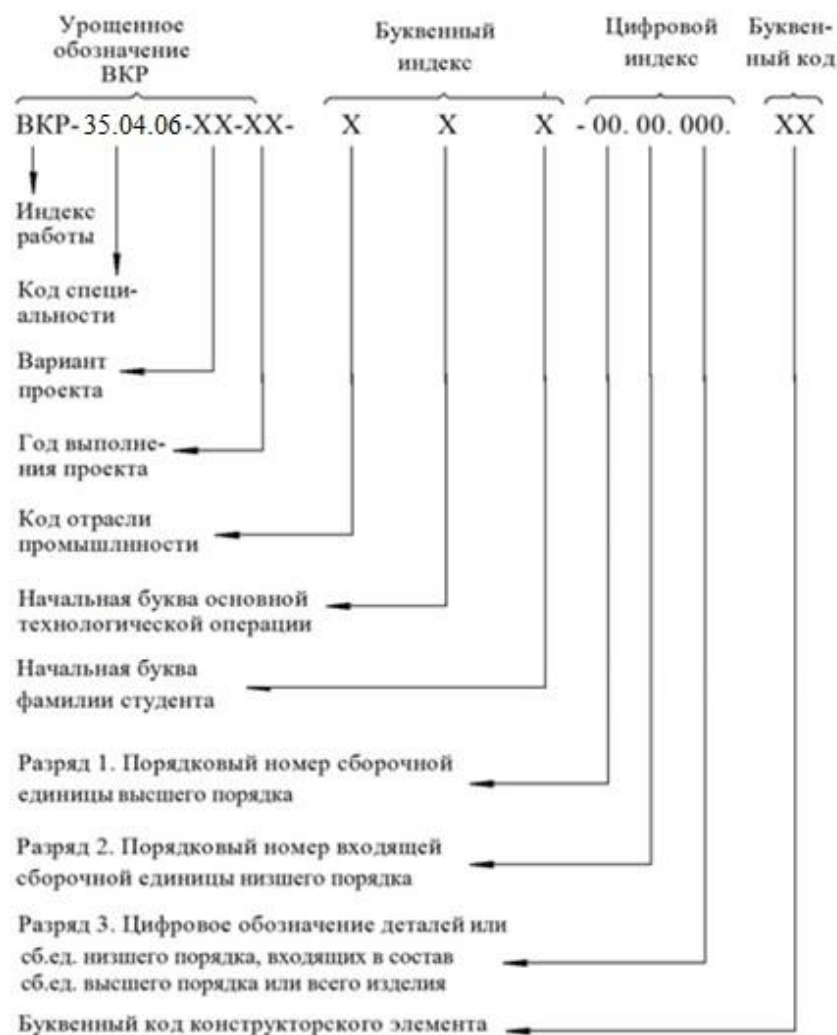 Урощенное
обозначение
ВКР
Буквенный
индекс
Цифровой
индекс
Буквен-
ный код
ВКР- 35.04.06 -ХХ-ХХ- Х Х Х - 00. 00. 000. ХХ
Индекс
работы
Код специ-
альности
Вариант
проекта
Год выполне-
ния проекта
Код отрасли
промышлнности
Начальная буква основной
технологической операции
Начальная буква
фамилии студента
Разряд 1. Порядковый номер сборочной
единицы высшего порядка
Разряд 2. Порядковый номер входящей
сборочной единицы низшего порядка
Разряд 3. Цифровое обозначение деталей или
сб.ед. низшего порядка, входящих в состав
сб.ед. высшего порядка или всего изделия
Буквенный код конструкторского элемента